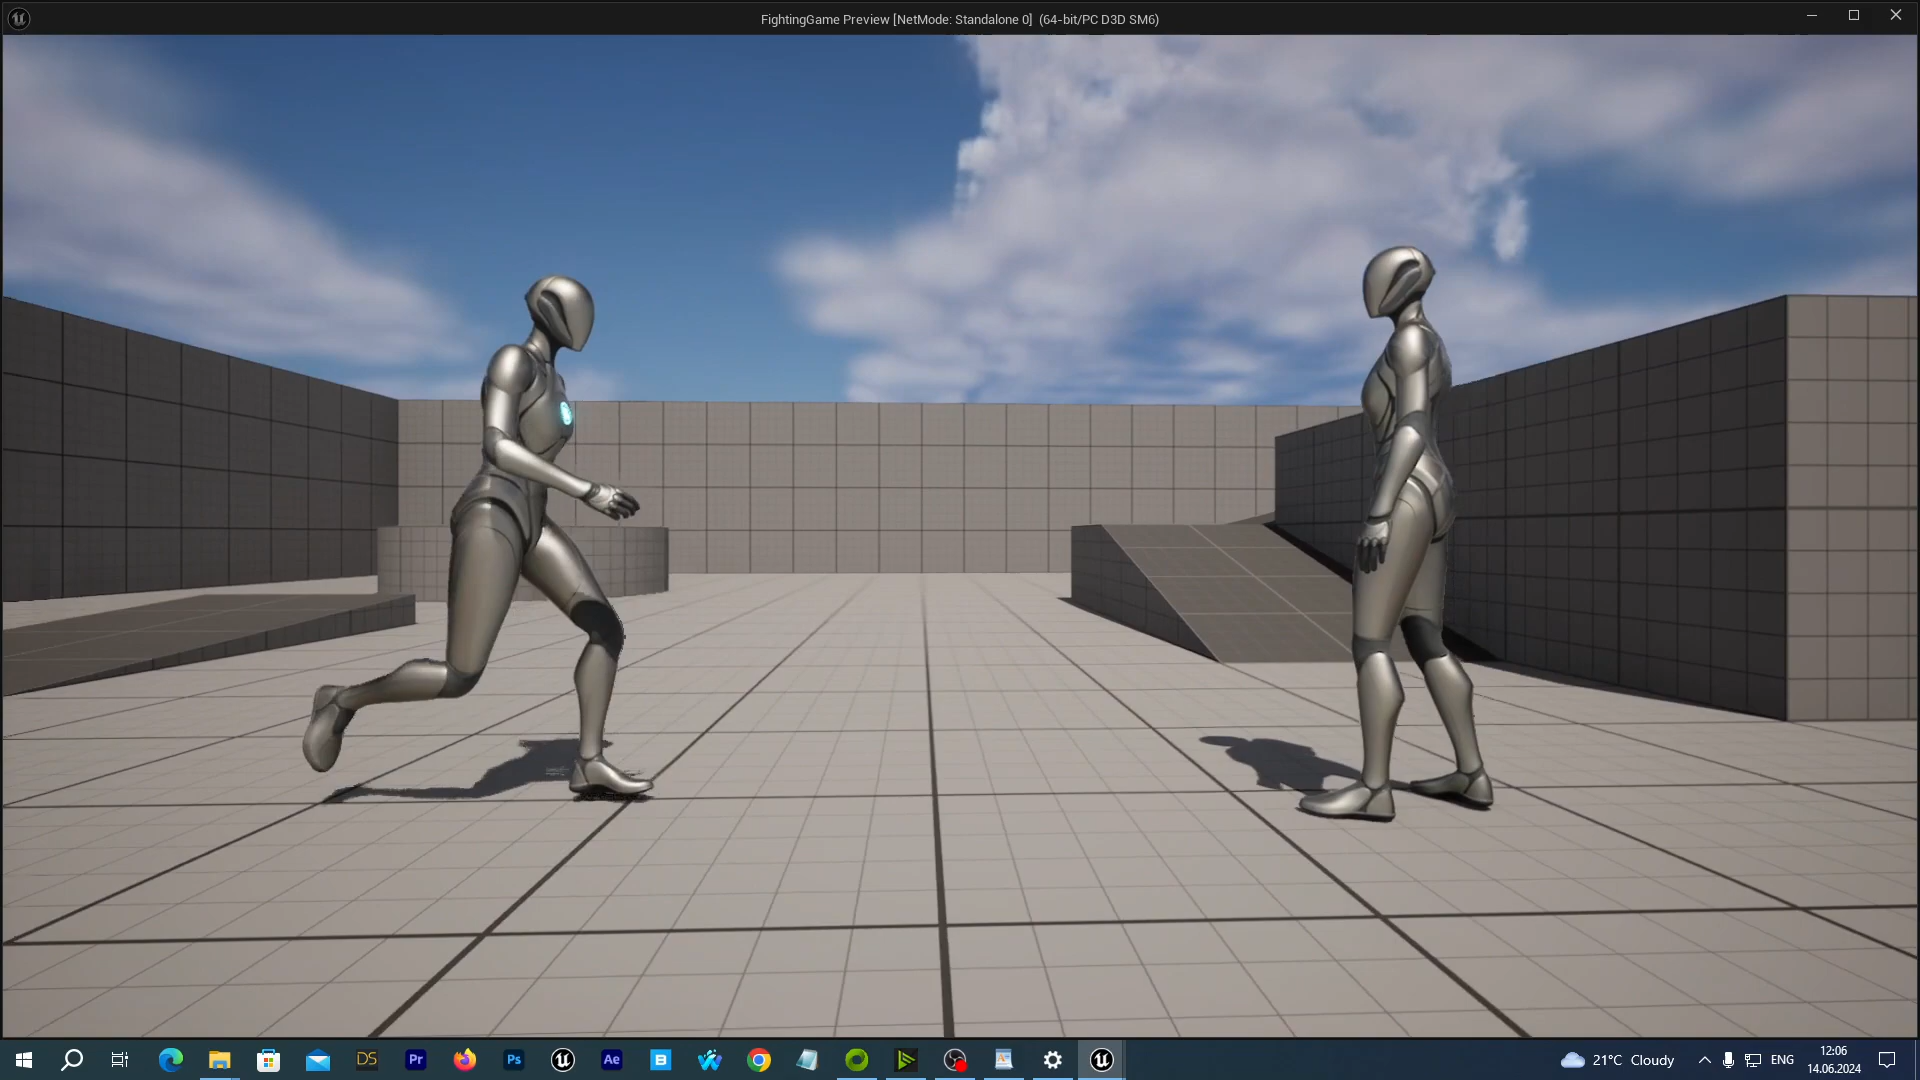 FightingGame Preview [NetMode: Standalone 0] (64-bit/PC D3D SM6)
DS
Pr
Ps
Ae
B
21°C Cloudy
ENG
12:06
14.06.2024